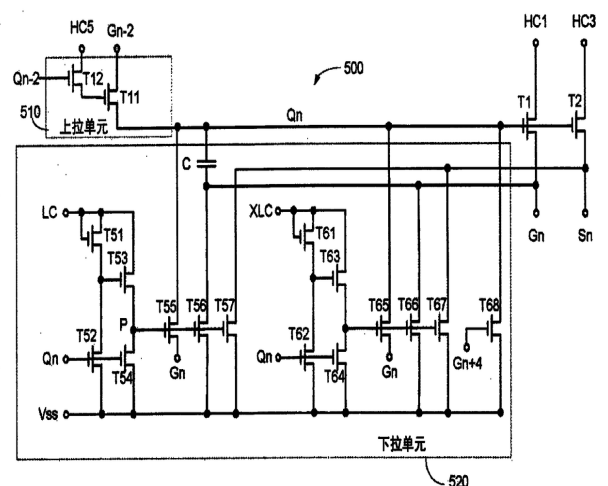 HC5 Gn-2 HC1 HC3
500
Qn-2 T12
T11 T1 T2
510 上拉单元 Qn
C
LC XLC Gn Sn
T51 T61
T53 T63
P T55 T56 T57 T65 T66 T67 T68
T52 T62
Qn T54 Gn Qn T64 Gn Gn+4
Vss
下拉单元
520